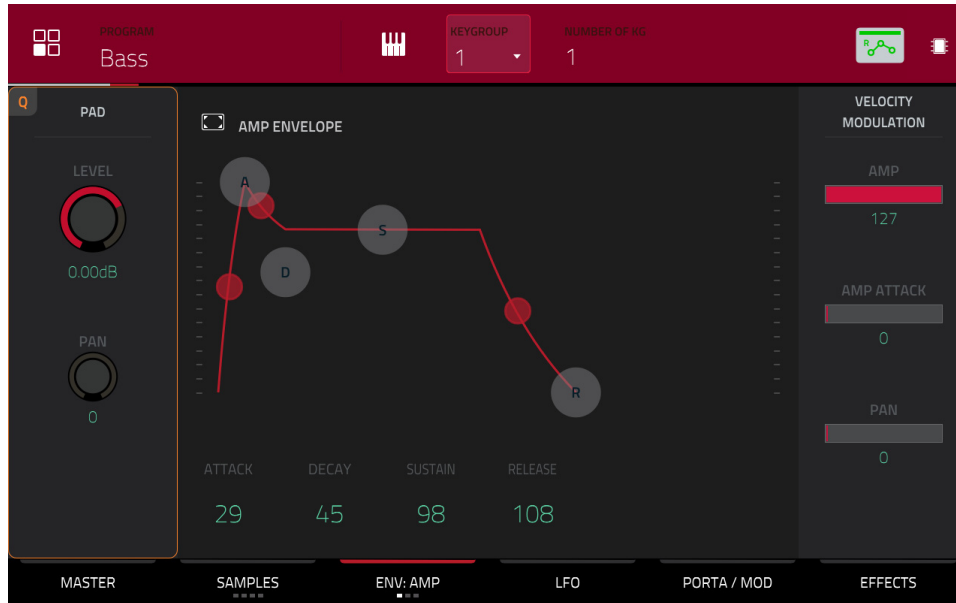 PROGRAM
Bass
KEYGROUP
1
NUMBER OF KG
1
R
Q
PAD
LEVEL
0.00dB
PAN
0
AMP ENVELOPE
A
S
D
R
ATTACK DECAY SUSTAIN RELEASE
29 45 98 108
VELOCITY
MODULATION
AMP
127
AMP ATTACK
0
PAN
0
MASTER SAMPLES ENV: AMP LFO PORTA / MOD EFFECTS